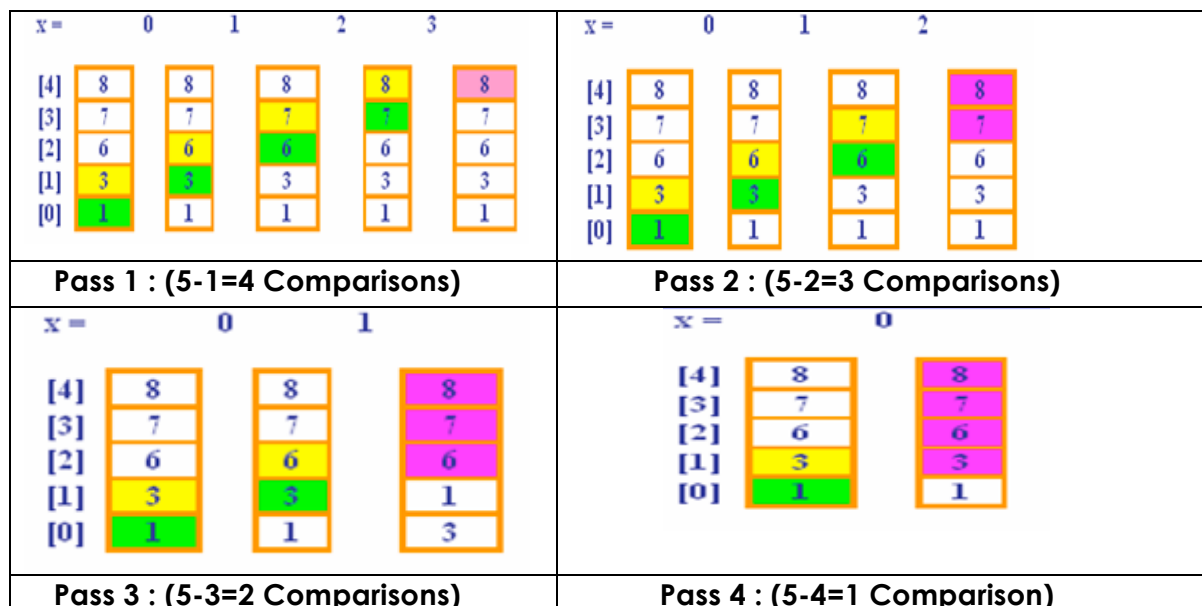 x = 0 1 2 3
[4] 8 8 8 8 8
[3] 7 7 7 7 7
[2] 6 6 6 6 6
[1] 3 3 3 3 3
[0] 1 1 1 1 1
Pass 1 : (5-1=4 Comparisons)
x = 0 1 2
[4] 8 8 8 8
[3] 7 7 7 7
[2] 6 6 6 6
[1] 3 3 3 3
[0] 1 1 1 1
Pass 2 : (5-2=3 Comparisons)
x = 0 1
[4] 8 8 8
[3] 7 7 7
[2] 6 6 6
[1] 3 3 1
[0] 1 1 3
Pass 3 : (5-3=2 Comparisons)
x = 0
[4] 8 8
[3] 7 7
[2] 6 6
[1] 3 3
[0] 1 1
Pass 4 : (5-4=1 Comparison)